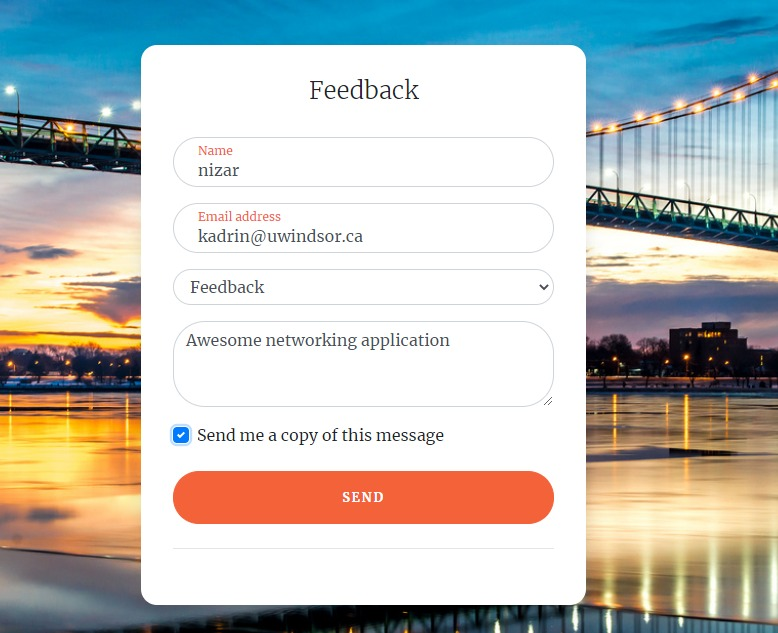 Feedback
Name
nizar
Email address
kadrin@uwindsor.ca
Feedback
Awesome networking application
Send me a copy of this message
SEND